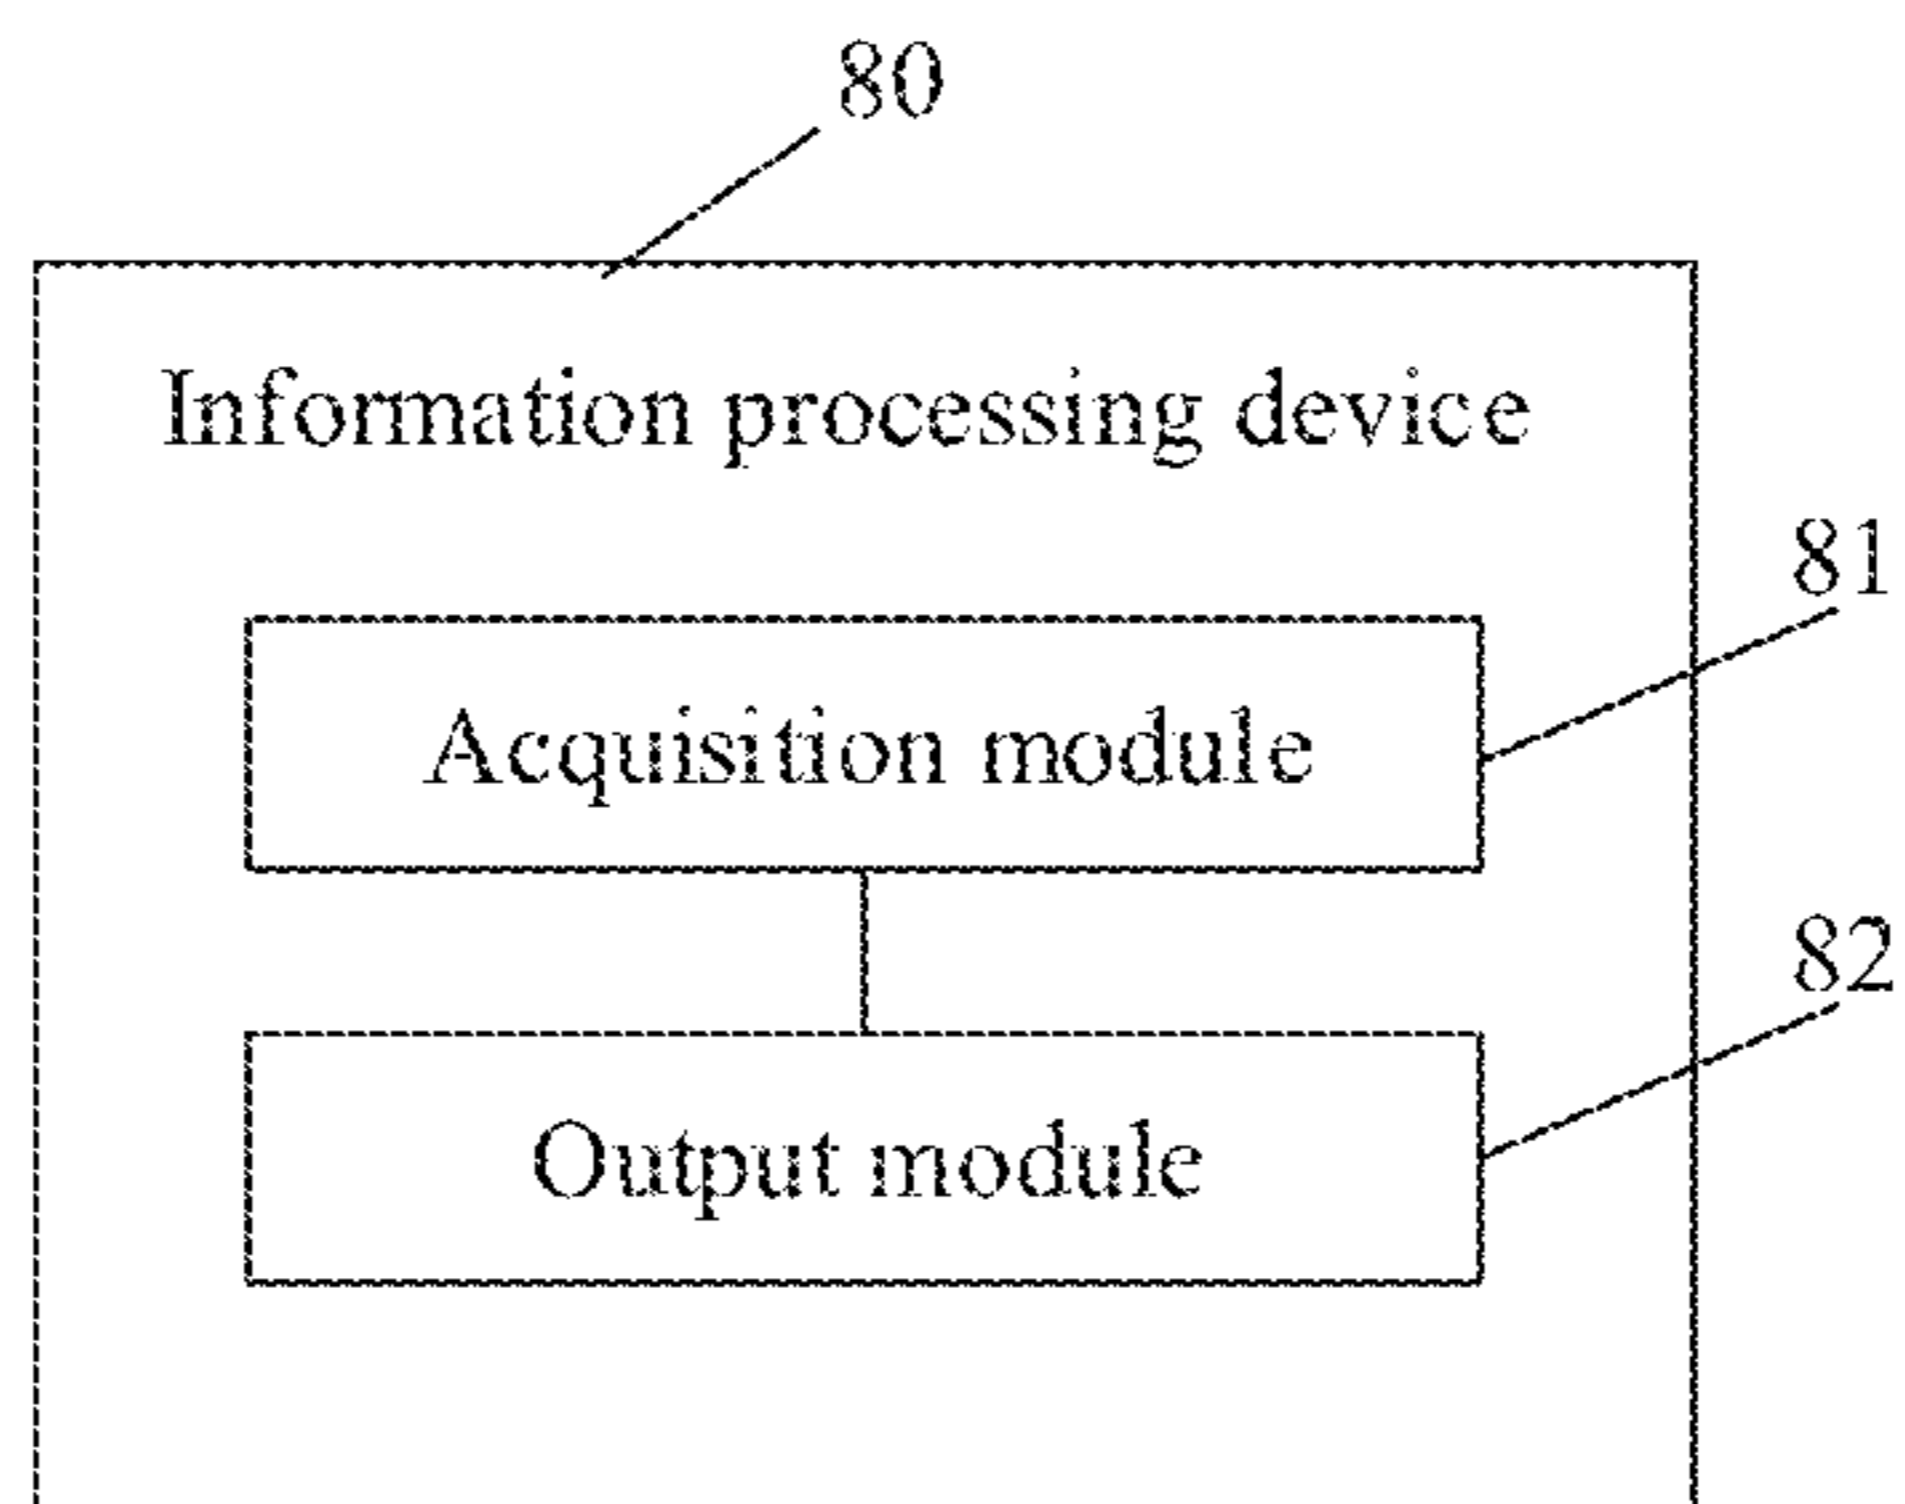 80
Information processing device
81
Acquisition module
82
Output module